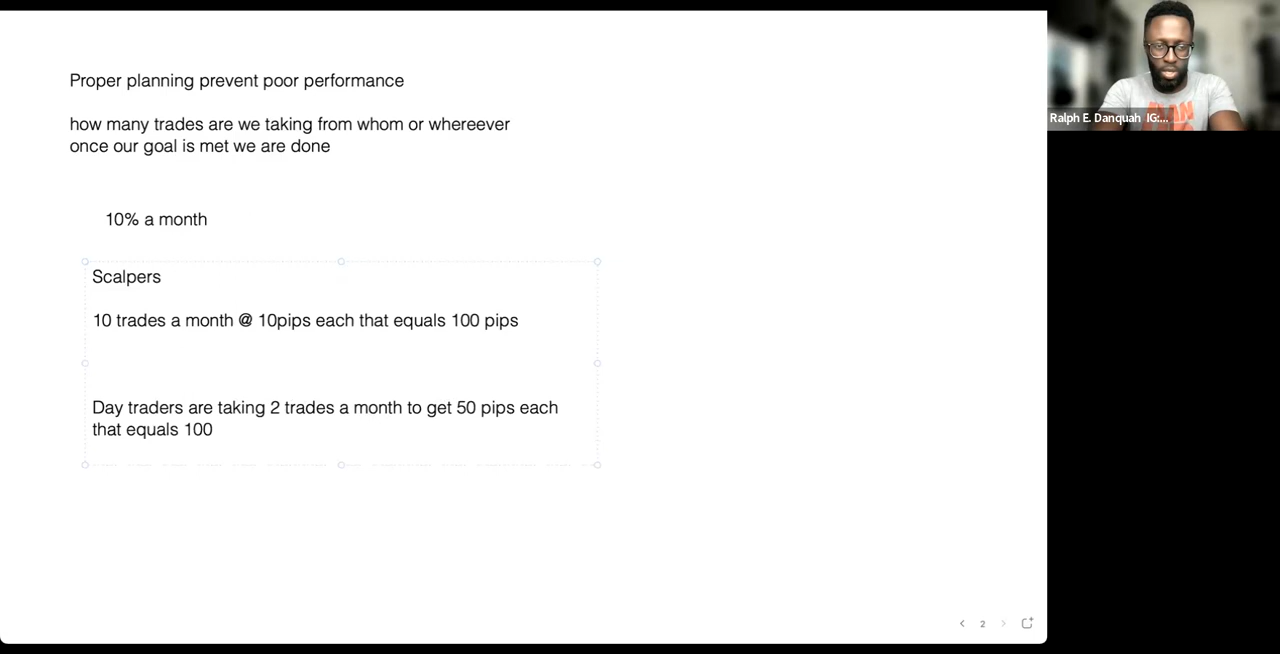 Proper planning prevent poor performance
how many trades are we taking from whom or whereever
once our goal is met we are done
10% a month
Scalpers
10 trades a month @ 10pips each that equals 100 pips
Day traders are taking 2 trades a month to get 50 pips each
that equals 100
2
Ralph E. Danquah IG:...